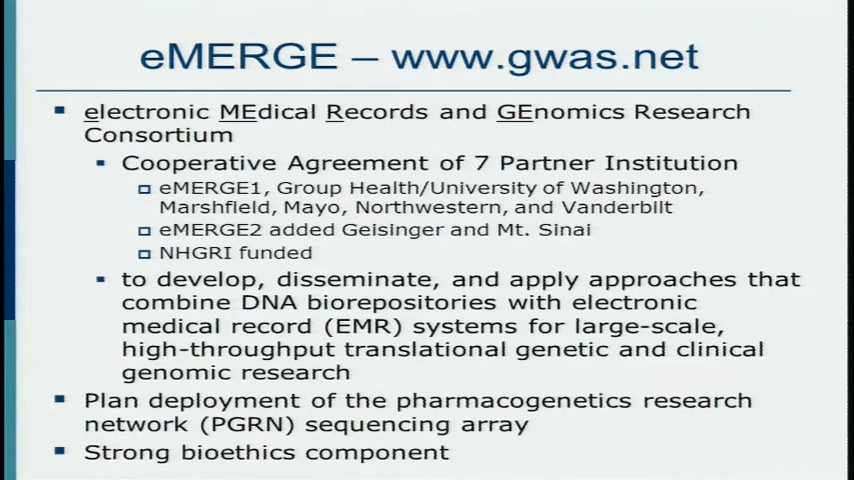 eMERGE – www.gwas.net
electronic MEdical Records and GEnomics Research
Consortium
Cooperative Agreement of 7 Partner Institution
eMERGE1, Group Health/University of Washington,
Marshfield, Mayo, Northwestern, and Vanderbilt
eMERGE2 added Geisinger and Mt. Sinai
NHGRI funded
to develop, disseminate, and apply approaches that
combine DNA biorepositories with electronic
medical record (EMR) systems for large-scale,
high-throughput translational genetic and clinical
genomic research
Plan deployment of the pharmacogenetics research
network (PGRN) sequencing array
Strong bioethics component